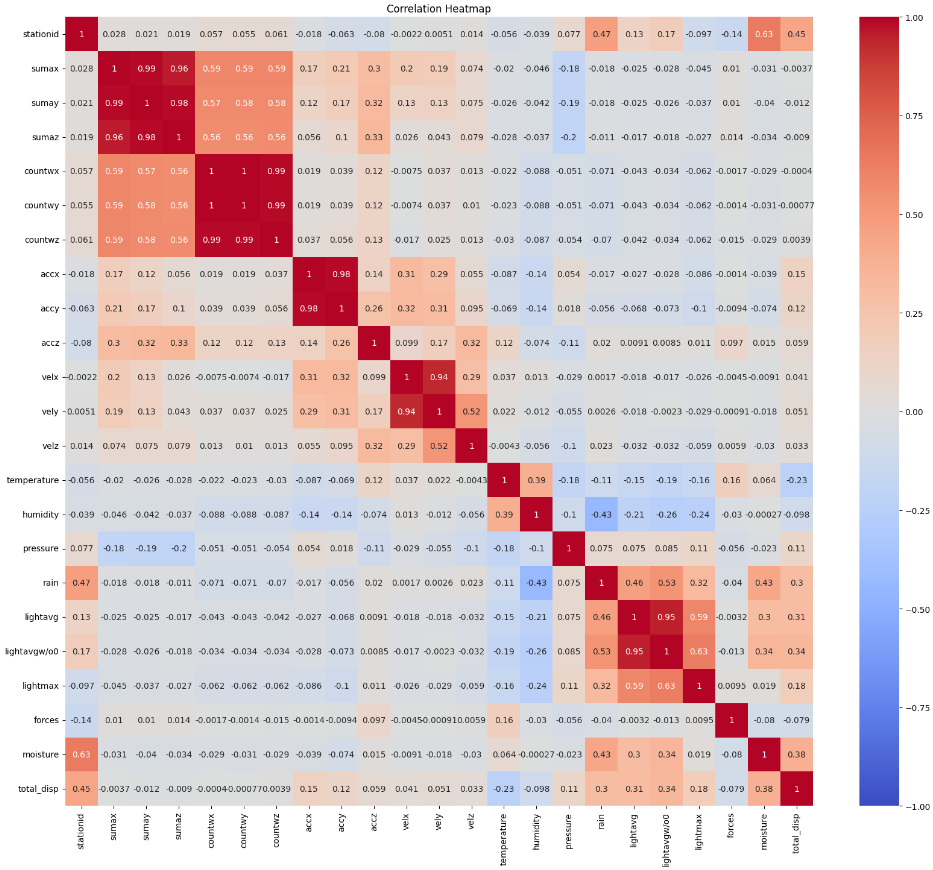 Correlation Heatmap
stationid 1 0.028 0.021 0.019 0.057 0.055 0.061 -0.018 -0.063 -0.08 -0.0022 0.0051 0.014 -0.056 -0.039 0.077 0.47 0.13 0.17 -0.097 -0.14 0.63 0.45
sumax 0.028 1 0.99 0.96 0.59 0.59 0.59 0.17 0.21 0.3 0.2 0.19 0.074 -0.02 -0.046 -0.18 -0.018 -0.025 -0.028 -0.045 0.01 -0.031 -0.0037
sumay 0.021 0.99 1 0.98 0.57 0.58 0.58 0.12 0.17 0.32 0.13 0.13 0.075 -0.026 -0.042 -0.19 -0.018 -0.025 -0.026 -0.037 0.01 -0.04 -0.012
sumaz 0.019 0.96 0.98 1 0.56 0.56 0.56 0.056 0.1 0.33 0.026 0.043 0.079 -0.028 -0.037 -0.2 -0.011 -0.017 -0.018 -0.027 0.014 -0.034 -0.009
countwx 0.057 0.59 0.57 0.56 1 1 0.99 0.019 0.039 0.12 -0.0075 0.037 0.013 -0.022 -0.088 -0.051 -0.071 -0.043 -0.034 -0.062 -0.0017 -0.029 -0.0004
countwy 0.055 0.59 0.58 0.56 1 1 0.99 0.019 0.039 0.12 -0.0074 0.037 0.01 -0.023 -0.088 -0.051 -0.071 -0.043 -0.034 -0.062 -0.0014 -0.031 -0.00077
countwz 0.061 0.59 0.58 0.56 0.99 0.99 1 0.037 0.056 0.13 -0.017 0.025 0.013 -0.03 -0.087 -0.054 -0.07 -0.042 -0.034 -0.062 -0.015 -0.029 0.0039
accx -0.018 0.17 0.12 0.056 0.019 0.019 0.037 1 0.98 0.14 0.31 0.29 0.055 -0.087 -0.14 0.054 -0.017 -0.027 -0.028 -0.086 -0.0014 -0.039 0.15
accy -0.063 0.21 0.17 0.1 0.039 0.039 0.056 0.98 1 0.26 0.32 0.31 0.095 -0.069 -0.14 0.018 -0.056 -0.068 -0.073 -0.1 -0.0094 -0.074 0.12
accz -0.08 0.3 0.32 0.33 0.12 0.12 0.13 0.14 0.26 1 0.099 0.17 0.32 0.12 -0.074 -0.11 0.02 0.0091 0.0085 0.011 0.097 0.015 0.059
velx -0.0022 0.2 0.13 0.026 -0.0075 -0.0074 -0.017 0.31 0.32 0.099 1 0.94 0.29 0.037 0.013 -0.029 0.0017 -0.018 -0.017 -0.026 -0.0045 -0.0091 0.041
vely 0.0051 0.19 0.13 0.043 0.037 0.037 0.025 0.29 0.31 0.17 0.94 1 0.52 0.022 -0.012 -0.055 0.0026 -0.018 -0.0023 -0.029 -0.00091 -0.018 0.051
velz 0.014 0.074 0.075 0.079 0.013 0.01 0.013 0.055 0.095 0.32 0.29 0.52 1 -0.0043 -0.056 -0.1 0.023 -0.032 -0.032 -0.059 0.0059 -0.03 0.033
temperature -0.056 -0.02 -0.026 -0.028 -0.022 -0.023 -0.03 -0.087 -0.069 0.12 0.037 0.022 -0.0043 1 0.39 -0.18 -0.11 -0.15 -0.19 -0.16 0.16 0.064 -0.23
humidity -0.039 -0.046 -0.042 -0.037 -0.088 -0.088 -0.087 -0.14 -0.14 -0.074 0.013 -0.012 -0.056 0.39 1 -0.1 -0.43 -0.21 -0.26 -0.24 -0.03 -0.00027 -0.098
pressure 0.077 -0.18 -0.19 -0.2 -0.051 -0.051 -0.054 0.054 0.018 -0.11 -0.029 -0.055 -0.1 -0.18 -0.1 1 0.075 0.075 0.085 0.11 -0.056 -0.023 0.11
rain 0.47 -0.018 -0.018 -0.011 -0.071 -0.071 -0.07 -0.017 -0.056 0.02 0.0017 0.0026 0.023 -0.11 -0.43 0.075 1 0.46 0.53 0.32 -0.04 0.43 0.3
lightavg 0.13 -0.025 -0.025 -0.017 -0.043 -0.043 -0.042 -0.027 -0.068 0.0091 -0.018 -0.018 -0.032 -0.15 -0.21 0.075 0.46 1 0.95 0.59 -0.0032 0.3 0.31
lightavgw/o0 0.17 -0.028 -0.026 -0.018 -0.034 -0.034 -0.034 -0.028 -0.073 0.0085 -0.017 -0.0023 -0.032 -0.19 -0.26 0.085 0.53 0.95 1 0.63 -0.013 0.34 0.34
lightmax -0.097 -0.045 -0.037 -0.027 -0.062 -0.062 -0.062 -0.086 -0.1 0.011 -0.026 -0.029 -0.059 -0.16 -0.24 0.11 0.32 0.59 0.63 1 0.0095 0.019 0.18
forces -0.14 0.01 0.01 0.014 -0.0017 -0.0014 -0.015 -0.0014 -0.0094 0.097 -0.0045 -0.00091 0.0059 0.16 -0.03 -0.056 -0.04 -0.0032 -0.013 0.0095 1 -0.08 -0.079
moisture 0.63 -0.031 -0.04 -0.034 -0.029 -0.031 -0.029 -0.039 -0.074 0.015 -0.0091 -0.018 -0.03 0.064 -0.00027 -0.023 0.43 0.3 0.34 0.019 -0.08 1 0.38
total_disp 0.45 -0.0037 -0.012 -0.009 -0.0004 -0.00077 0.0039 0.15 0.12 0.059 0.041 0.051 0.033 -0.23 -0.098 0.11 0.3 0.31 0.34 0.18 -0.079 0.38 1
stationid sumax sumay sumaz countwx countwy countwz accx accy accz velx vely velz temperature humidity pressure rain lightavg lightavgw/o0 lightmax forces moisture total_disp
1.00
0.75
0.50
0.25
0.00
−0.25
−0.50
−0.75
−1.00